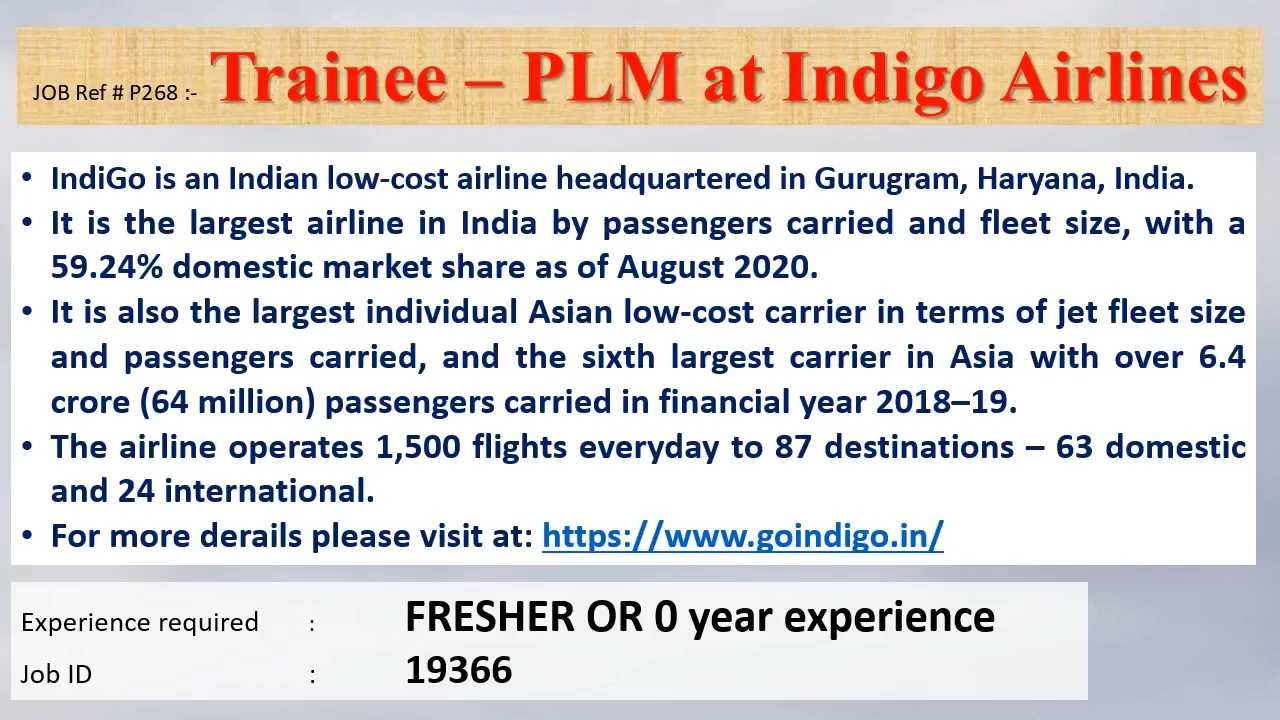 JOB Ref # P268 :- Trainee – PLM at Indigo Airlines
• IndiGo is an Indian low-cost airline headquartered in Gurugram, Haryana, India.
• It is the largest airline in India by passengers carried and fleet size, with a
59.24% domestic market share as of August 2020.
• It is also the largest individual Asian low-cost carrier in terms of jet fleet size
and passengers carried, and the sixth largest carrier in Asia with over 6.4
crore (64 million) passengers carried in financial year 2018–19.
• The airline operates 1,500 flights everyday to 87 destinations – 63 domestic
and 24 international.
• For more derails please visit at: https://www.goindigo.in/
Experience required : FRESHER OR 0 year experience
Job ID : 19366